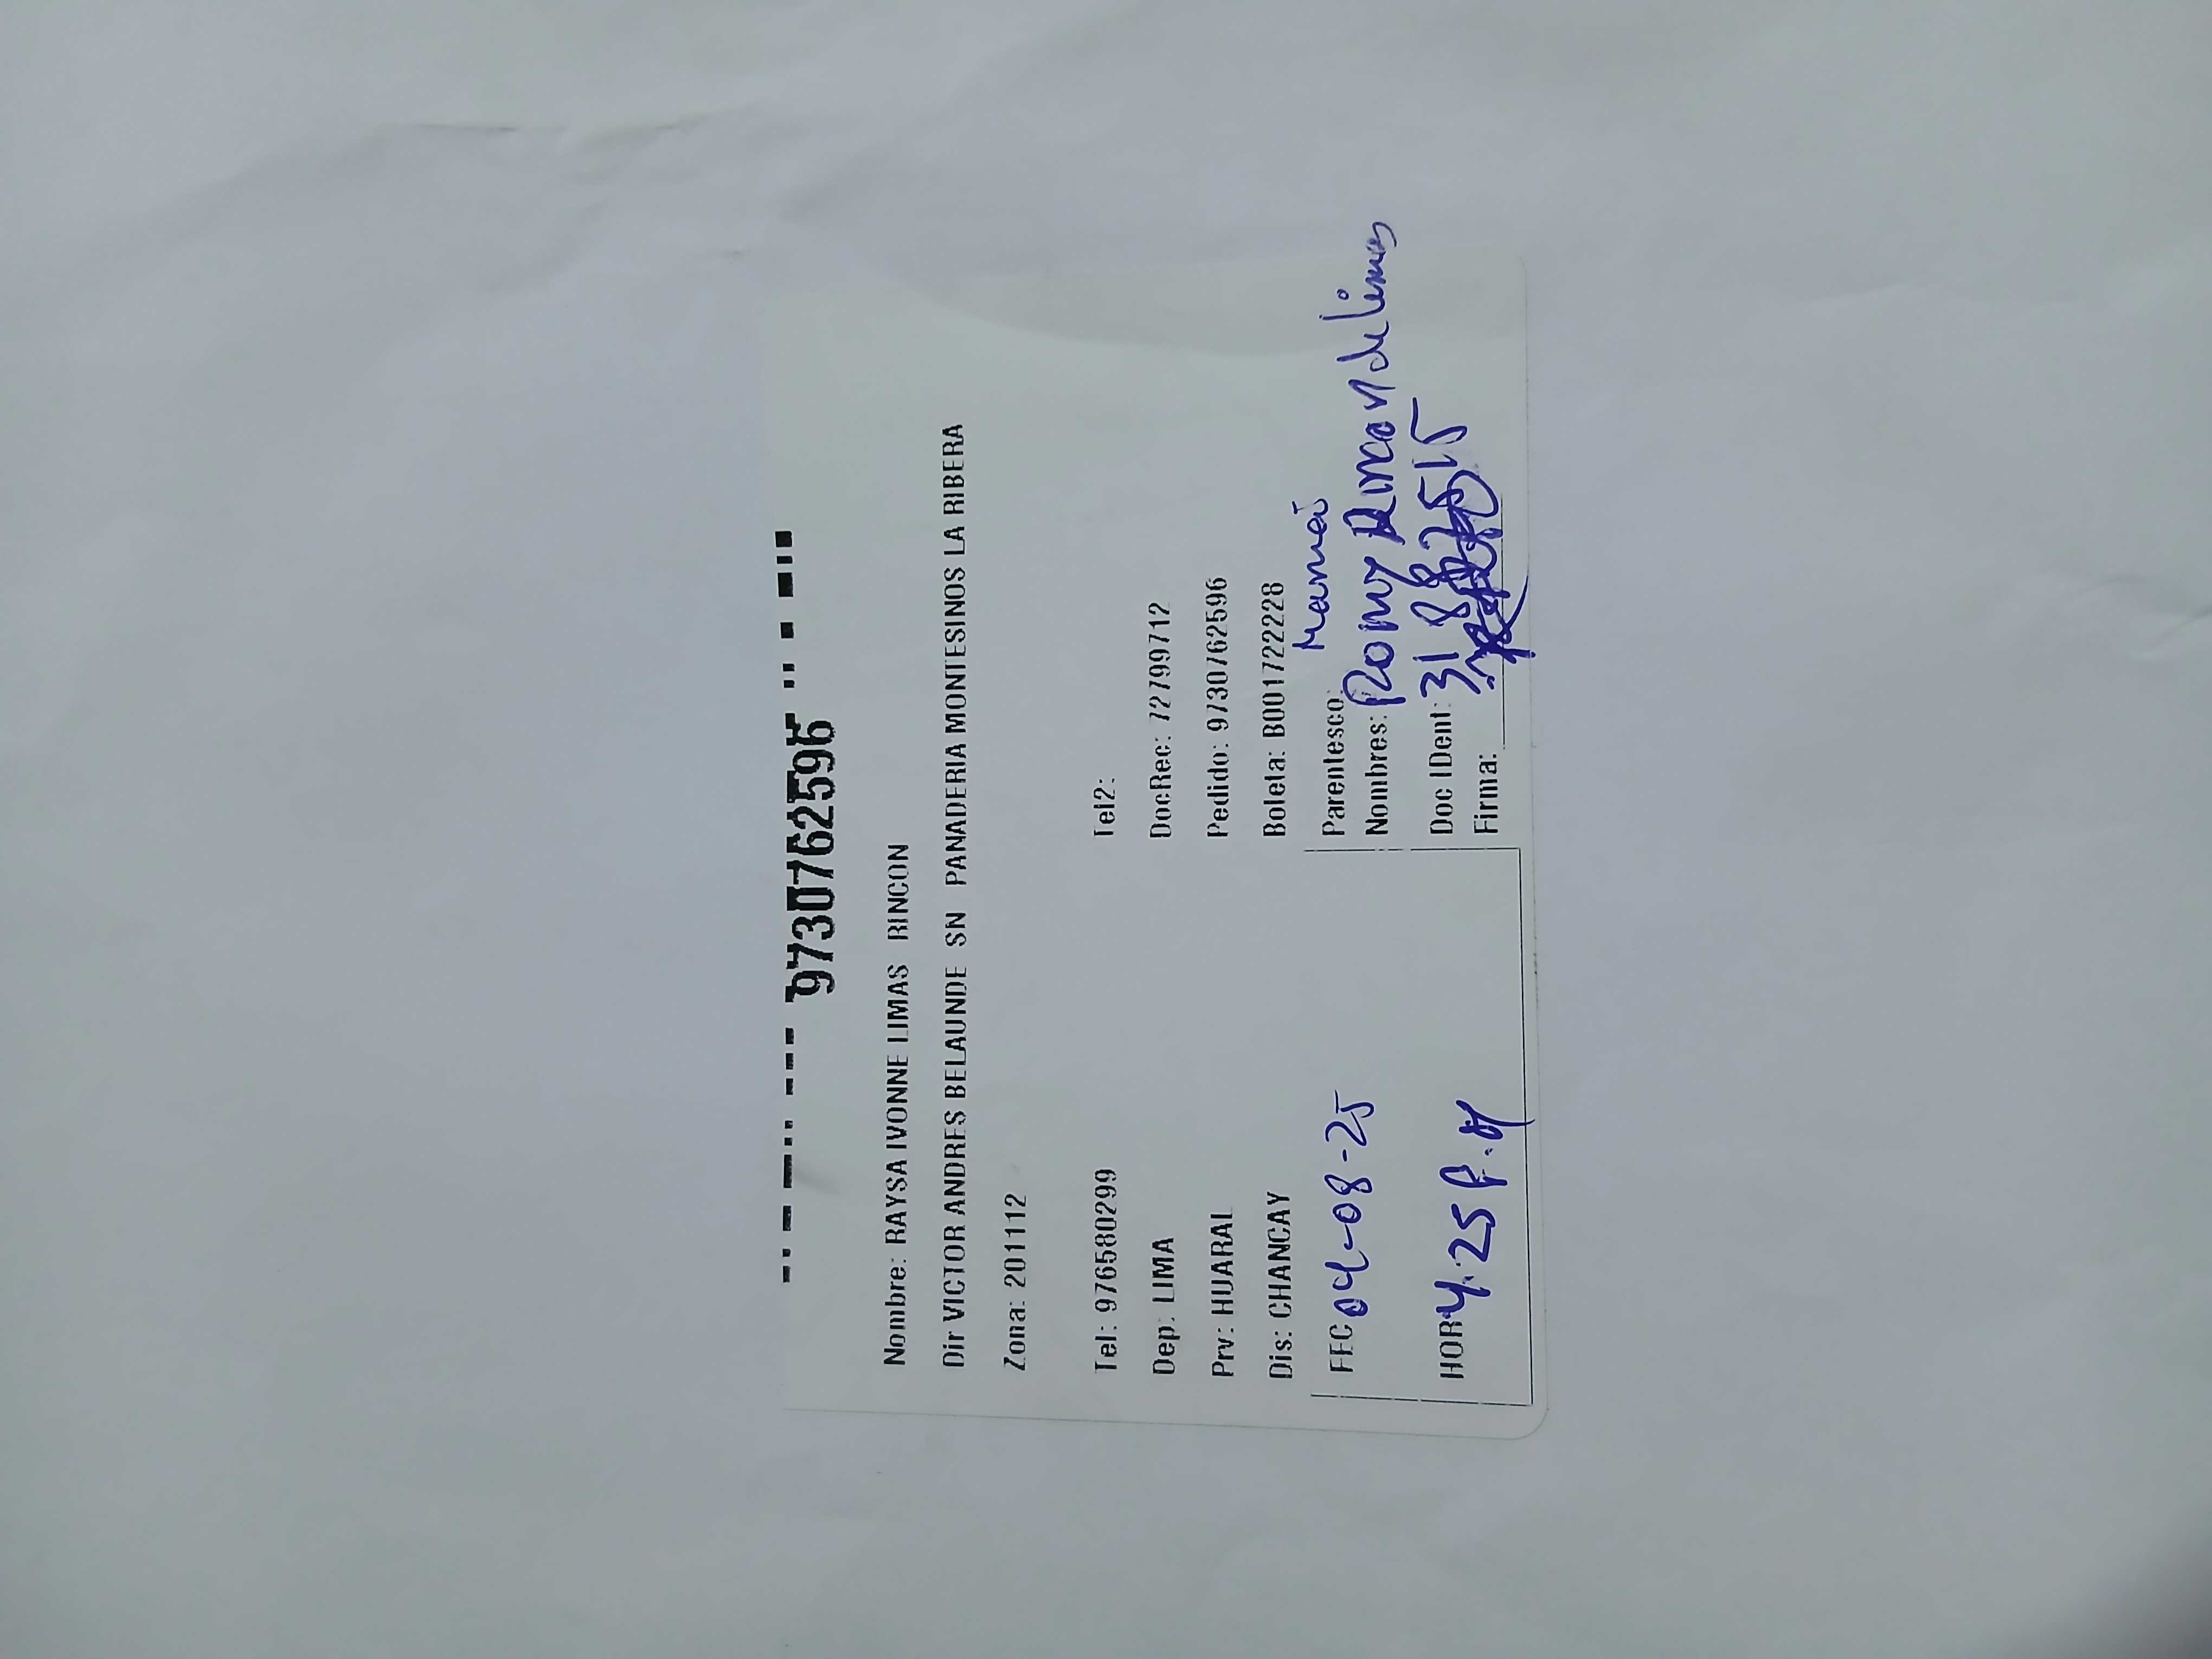 9730762596
Nombre: RAYSA IVONNE LIMAS RINCON
Dir VICTOR ANDRES BELAUNDE SN PANADERIA MONTESINOS LA RIBERA
Zona: 201112
Tel: 976580299 Tel2:
Dep: LIMA DocRec: 72799712
Prv: HUARAL Pedido: 9730762596
Dis: CHANCAY Boleta: B001722228
Parentesco: Mamá
FEC 04-08-25 Nombres: Romy Rincon de Limas
Doc IDent: 31882515
HOR 4.25 P.M Firma: